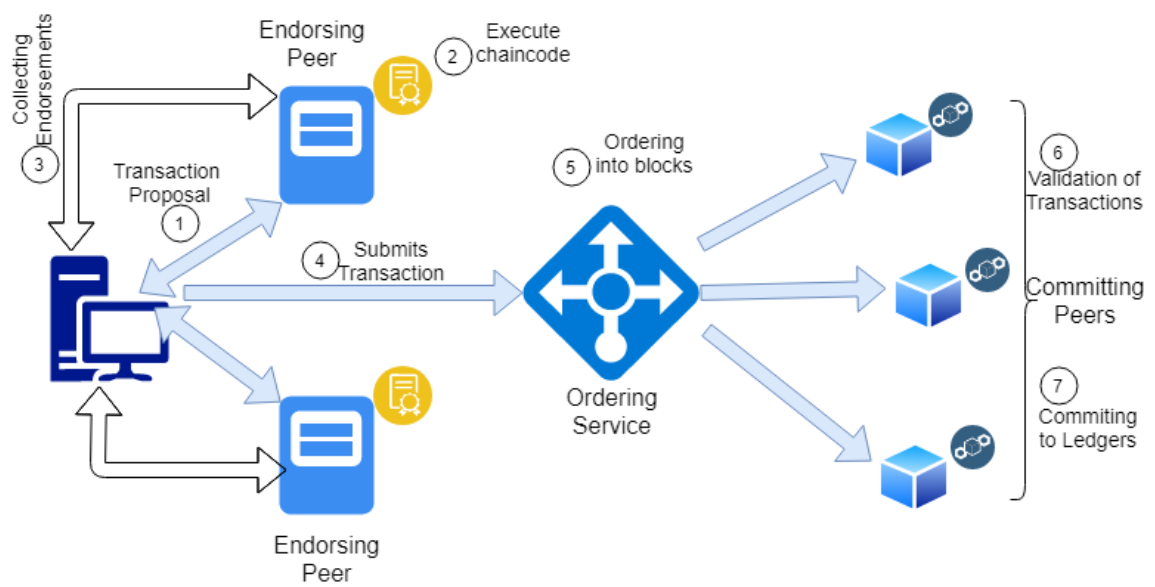 Collecting
Endorsements
3
Endorsing
Peer
2
Execute
chaincode
Transaction
Proposal
1
4
Submits
Transaction
5
Ordering
into blocks
Ordering
Service
Endorsing
Peer
6
Validation of
Transactions
Committing
Peers
7
Commiting
to Ledgers